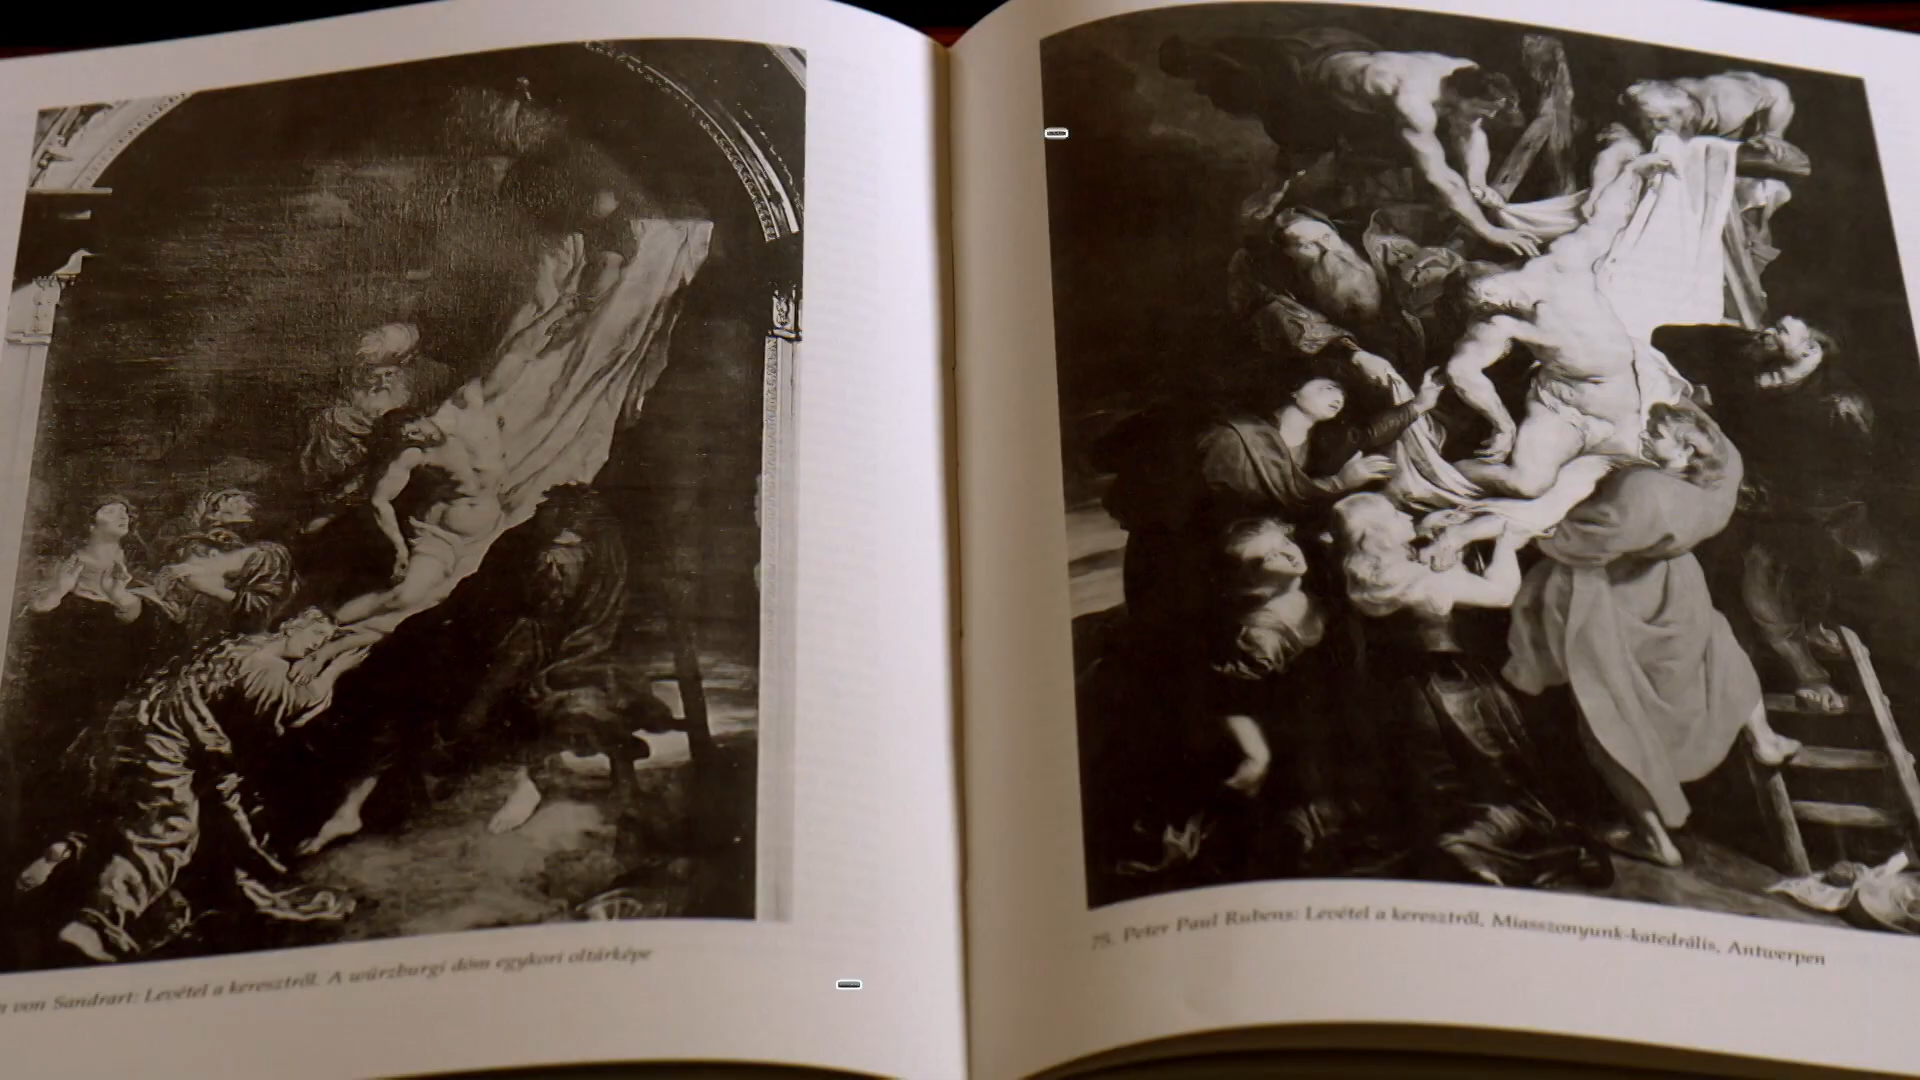 von Sandrart: Levétel a keresztről. A würzburgi dóm egykori oltárképe
75. Peter Paul Rubens: Levétel a keresztről, Miasszonyunk-katedrális, Antwerpen